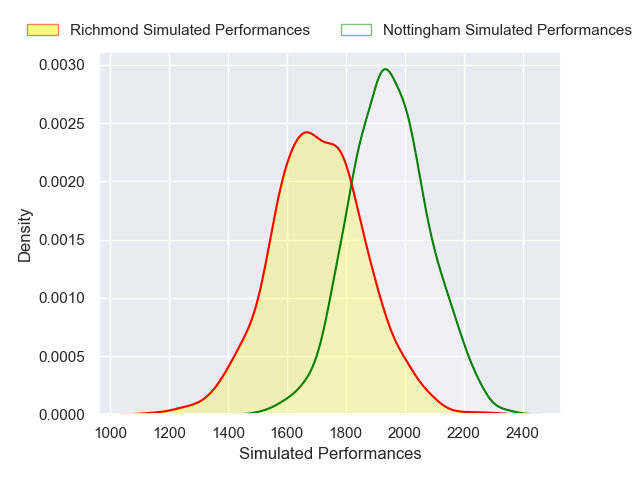 Richmond Simulated Performances
Nottingham Simulated Performances
0.0030
0.0025
0.0020
0.0015
0.0010
0.0005
0.0000
Density
1000 1200 1400 1600 1800 2000 2200 2400
Simulated Performances